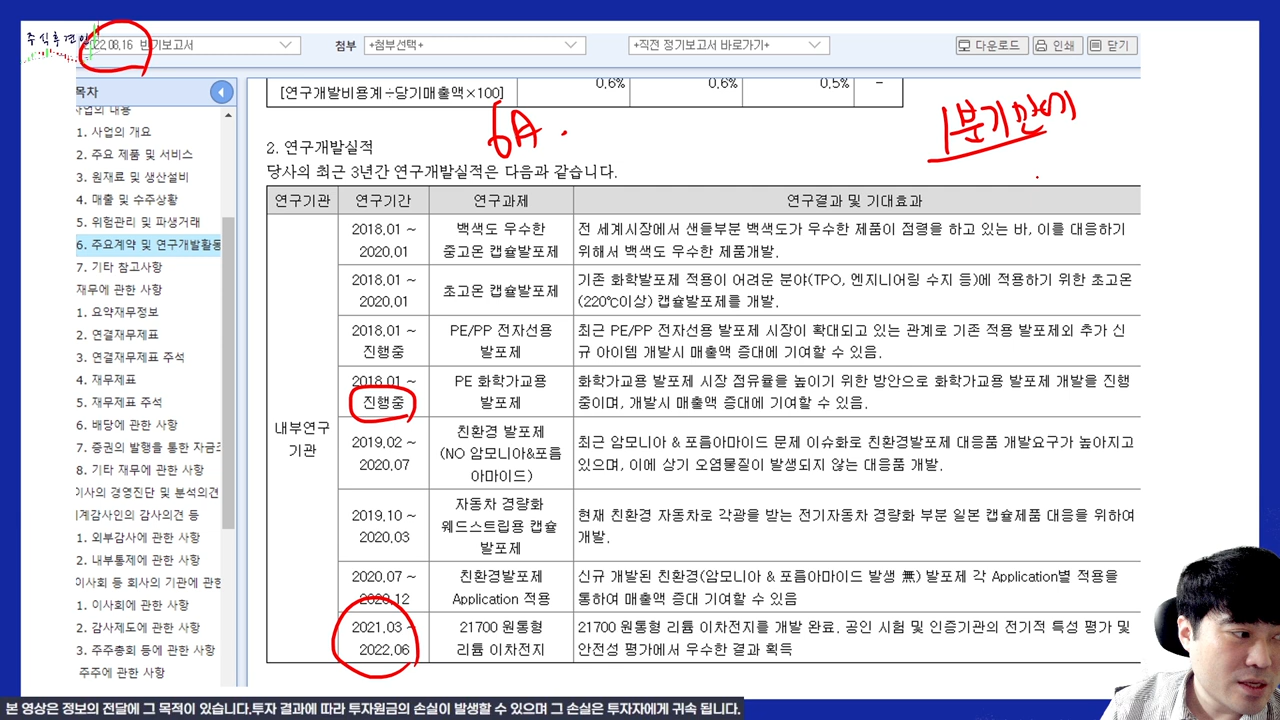 주식후견인
2022.08.16 반기보고서
첨부
+첨부선택+
+직전 정기보고서 바로가기+
다운로드
인쇄
닫기
목차
사업의 내용
1. 사업의 개요
2. 주요 제품 및 서비스
3. 원재료 및 생산설비
4. 매출 및 수주상황
5. 위험관리 및 파생거래
6. 주요계약 및 연구개발활동
7. 기타 참고사항
재무에 관한 사항
1. 요약재무정보
2. 연결재무제표
3. 연결재무제표 주석
4. 재무제표
5. 재무제표 주석
6. 배당에 관한 사항
7. 증권의 발행을 통한 자금조
8. 기타 재무에 관한 사항
이사의 경영진단 및 분석의견
계감사인의 감사의견 등
1. 외부감사에 관한 사항
2. 내부통제에 관한 사항
이사회 등 회사의 기관에 관한
1. 이사회에 관한 사항
2. 감사제도에 관한 사항
3. 주주총회 등에 관한 사항
주주에 관한 사항
[연구개발비용계÷당기매출액×100] 0.6% 0.6% 0.5% -
6A.
1분기만기
2. 연구개발실적
당사의 최근 3년간 연구개발실적은 다음과 같습니다.
연구기관 연구기간 연구과제 연구결과 및 기대효과
내부연구
기관
2018.01 ~
2020.01
백색도 우수한
중고온 캡슐발포제
전 세계시장에서 샌들부분 백색도가 우수한 제품이 점령을 하고 있는 바, 이를 대응하기
위해서 백색도 우수한 제품개발.
2018.01 ~
2020.01
초고온 캡슐발포제
기존 화학발포제 적용이 어려운 분야(TPO, 엔지니어링 수지 등)에 적용하기 위한 초고온
(220℃이상) 캡슐발포제를 개발.
2018.01 ~
진행중
PE/PP 전자선용
발포제
최근 PE/PP 전자선용 발포제 시장이 확대되고 있는 관계로 기존 적용 발포제외 추가 신
규 아이템 개발시 매출액 증대에 기여할 수 있음.
2018.01 ~
진행중
PE 화학가교용
발포제
화학가교용 발포제 시장 점유율을 높이기 위한 방안으로 화학가교용 발포제 개발을 진행
중이며, 개발시 매출액 증대에 기여할 수 있음.
2019.02 ~
2020.07
친환경 발포제
(NO 암모니아&포름
아마이드)
최근 암모니아 & 포름아마이드 문제 이슈화로 친환경발포제 대응품 개발요구가 높아지고
있으며, 이에 상기 오염물질이 발생되지 않는 대응품 개발.
2019.10 ~
2020.03
자동차 경량화
웨드스트립용 캡슐
발포제
현재 친환경 자동차로 각광을 받는 전기자동차 경량화 부분 일본 캡슐제품 대응을 위하여
개발.
2020.07 ~
2020.12
친환경발포제
Application 적용
신규 개발된 친환경(암모니아 & 포름아마이드 발생 無) 발포제 각 Application별 적용을
통하여 매출액 증대 기여할 수 있음
2021.03 ~
2022.06
21700 원통형
리튬 이차전지
21700 원통형 리튬 이차전지를 개발 완료. 공인 시험 및 인증기관의 전기적 특성 평가 및
안전성 평가에서 우수한 결과 획득
본 영상은 정보의 전달에 그 목적이 있습니다.투자 결과에 따라 투자원금의 손실이 발생할 수 있으며 그 손실은 투자자에게 귀속 됩니다.